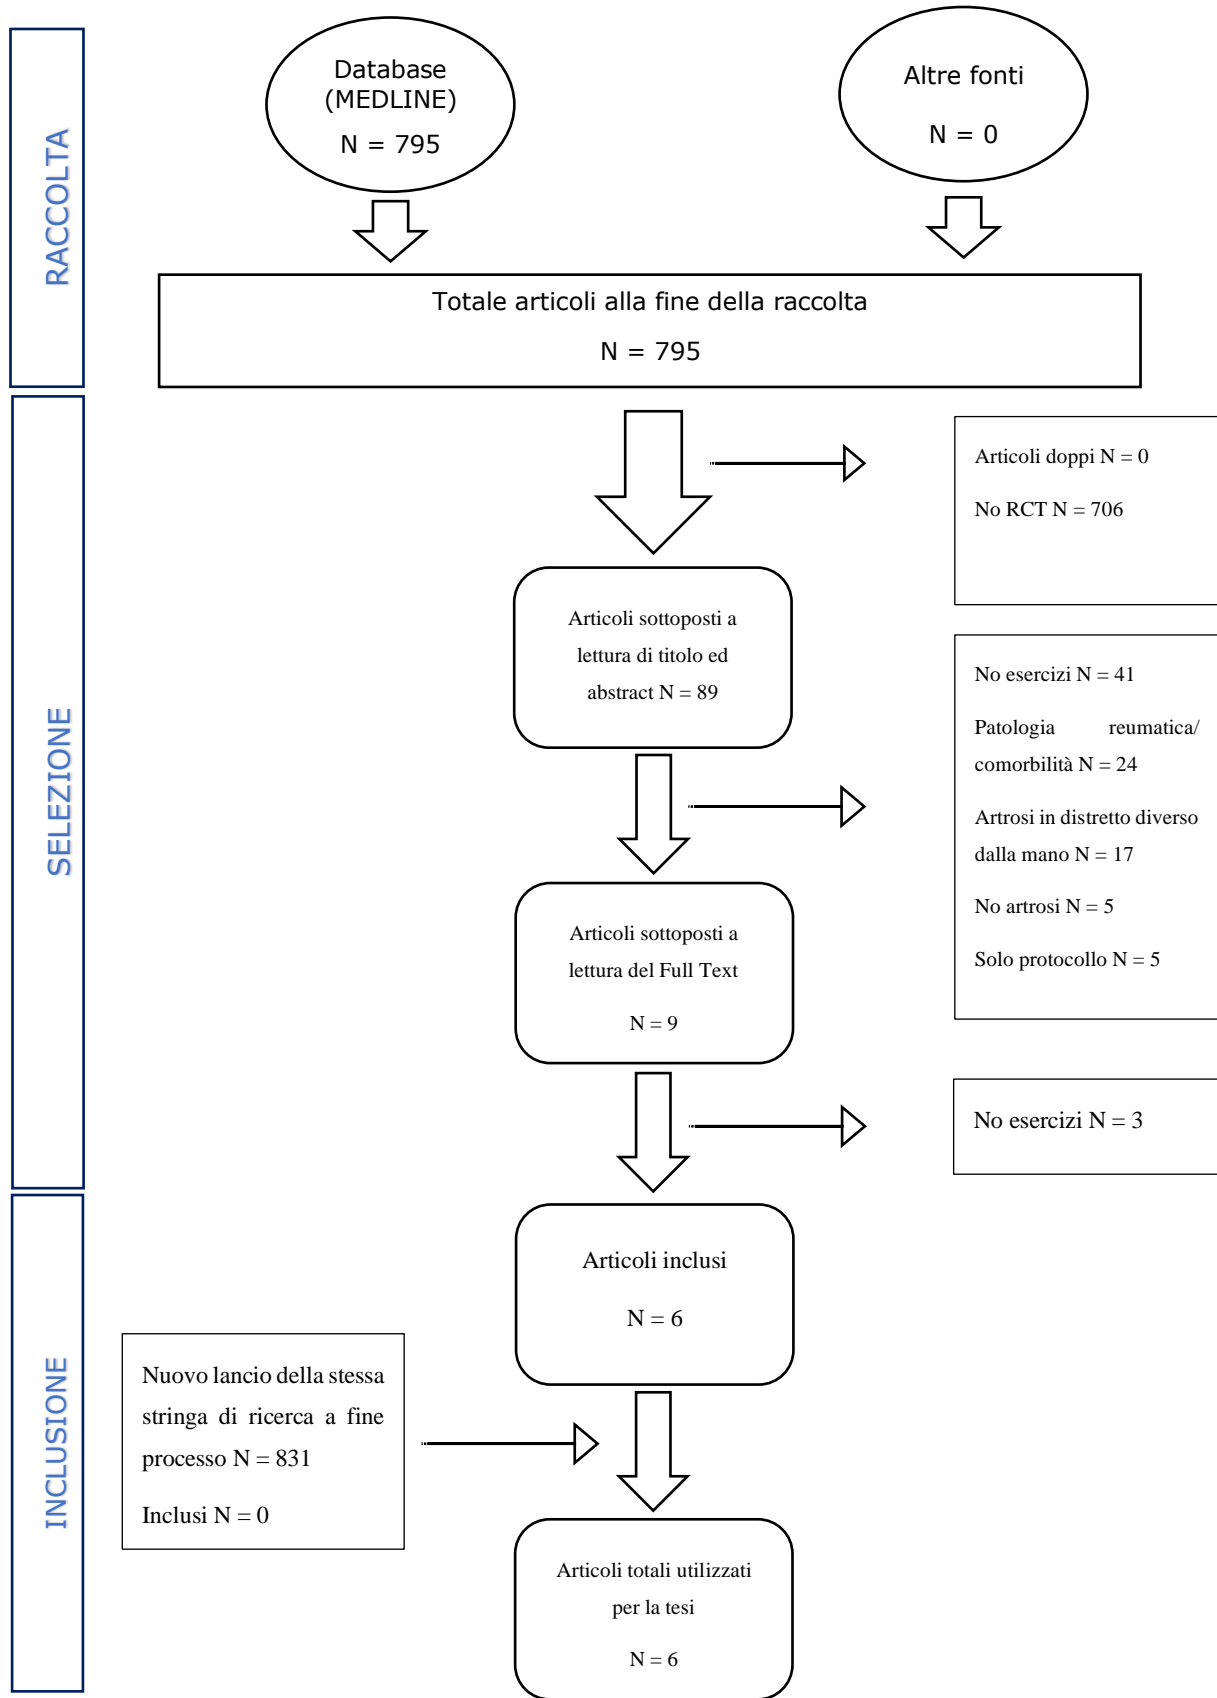 RACCOLTA
Database
(MEDLINE)
N = 795
Altre fonti
N = 0
Totale articoli alla fine della raccolta
N = 795
SELEZIONE
Articoli doppi N = 0
No RCT N = 706
Articoli sottoposti a
lettura di titolo ed
abstract N = 89
No esercizi N = 41
Patologia reumatica/
comorbilità N = 24
Artrosi in distretto diverso
dalla mano N = 17
No artrosi N = 5
Solo protocollo N = 5
Articoli sottoposti a
lettura del Full Text
N = 9
No esercizi N = 3
INCLUSIONE
Articoli inclusi
N = 6
Nuovo lancio della stessa
stringa di ricerca a fine
processo N = 831
Inclusi N = 0
Articoli totali utilizzati
per la tesi
N = 6